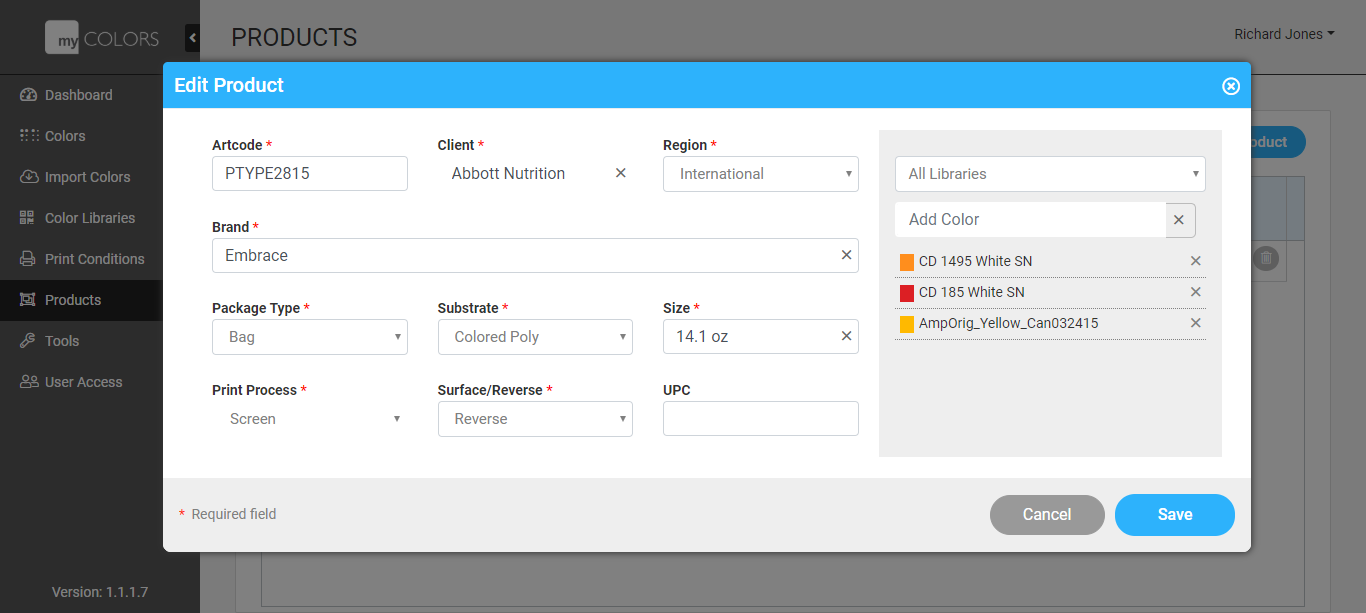 my COLORS
PRODUCTS
Richard Jones
Dashboard
Colors
Import Colors
Color Libraries
Print Conditions
Products
Tools
User Access
Version: 1.1.1.7
Edit Product
Artcode *
PTYPE2815
Client *
Abbott Nutrition
Region *
International
Brand *
Embrace
Package Type *
Bag
Substrate *
Colored Poly
Size *
14.1 oz
Print Process *
Screen
Surface/Reverse *
Reverse
UPC
All Libraries
Add Color
CD 1495 White SN
CD 185 White SN
AmpOrig_Yellow_Can032415
* Required field
Cancel
Save
oduct